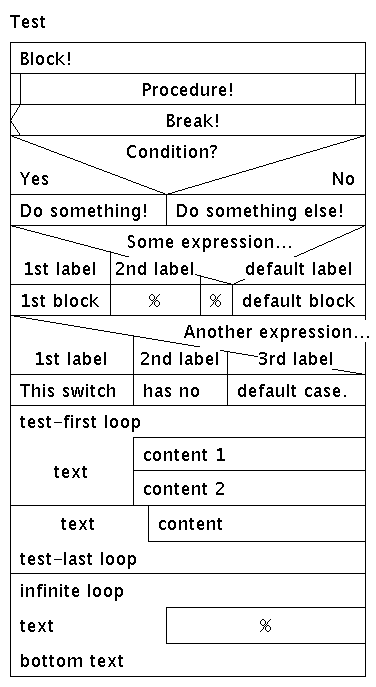 Test
Block!
Procedure!
Break!
Condition?
Yes No
Do something! Do something else!
Some expression...
1st label 2nd label default label
1st block % % default block
Another expression...
1st label 2nd label 3rd label
This switch has no default case.
test-first loop
content 1
text
content 2
text content
test-last loop
infinite loop
text %
bottom text